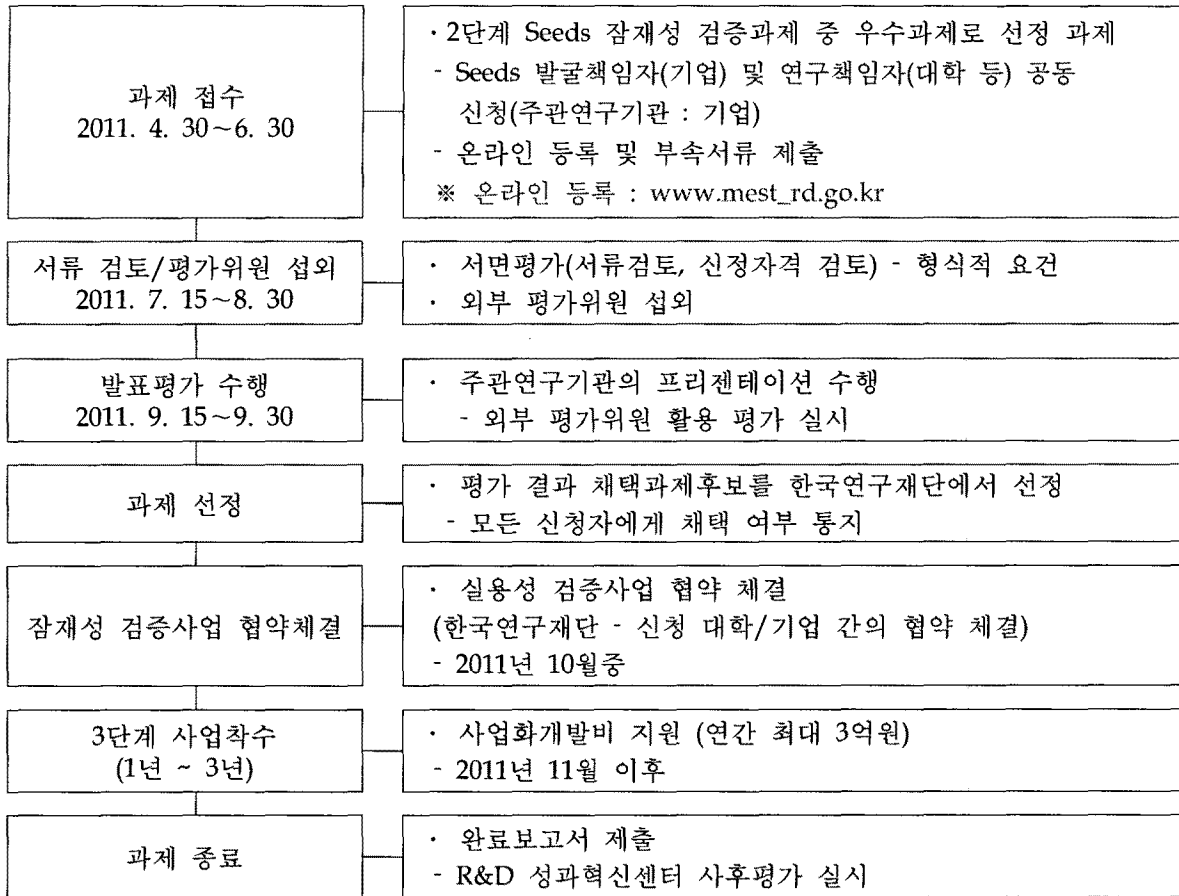 과제 접수
2011. 4. 30~6. 30
· 2단계 Seeds 잠재성 검증과제 중 우수과제로 선정 과제
- Seeds 발굴책임자(기업) 및 연구책임자(대학 등) 공동
신청(주관연구기관 : 기업)
- 온라인 등록 및 부속서류 제출
※ 온라인 등록 : www.mest_rd.go.kr
서류 검토/평가위원 섭외
2011. 7. 15~8. 30
· 서면평가(서류검토, 신정자격 검토) - 형식적 요건
· 외부 평가위원 섭외
발표평가 수행
2011. 9. 15~9. 30
· 주관연구기관의 프리젠테이션 수행
- 외부 평가위원 활용 평가 실시
과제 선정
· 평가 결과 채택과제후보를 한국연구재단에서 선정
- 모든 신청자에게 채택 여부 통지
잠재성 검증사업 협약체결
· 실용성 검증사업 협약 체결
(한국연구재단 - 신청 대학/기업 간의 협약 체결)
- 2011년 10월중
3단계 사업착수
(1년 ~ 3년)
· 사업화개발비 지원 (연간 최대 3억원)
- 2011년 11월 이후
과제 종료
· 완료보고서 제출
- R&D 성과혁신센터 사후평가 실시